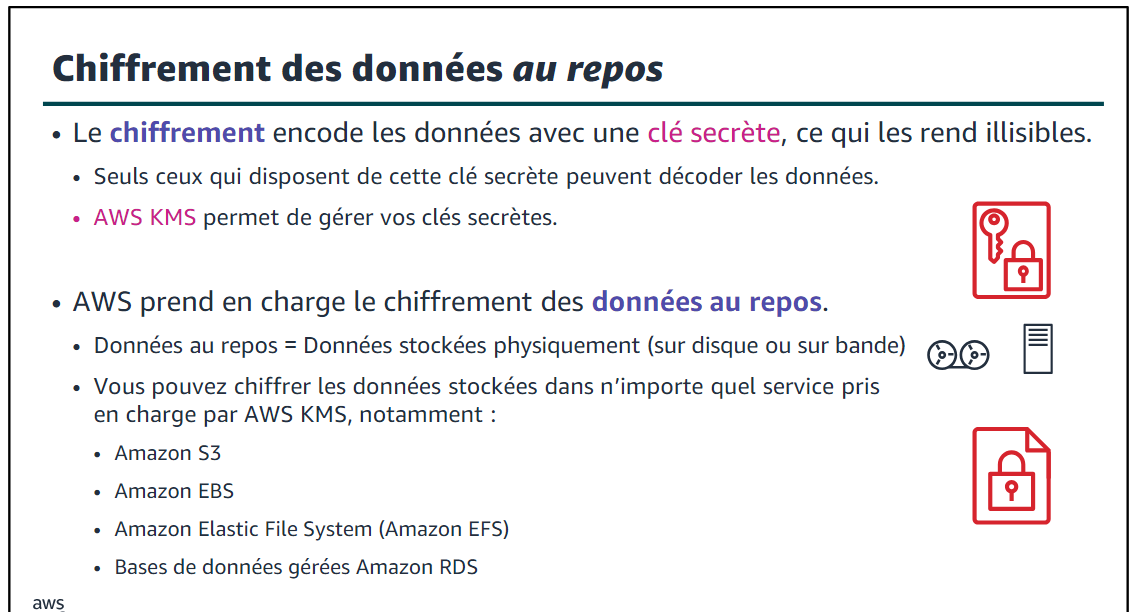 Chiffrement des données au repos
• Le chiffrement encode les données avec une clé secrète, ce qui les rend illisibles.
• Seuls ceux qui disposent de cette clé secrète peuvent décoder les données.
• AWS KMS permet de gérer vos clés secrètes.
• AWS prend en charge le chiffrement des données au repos.
• Données au repos = Données stockées physiquement (sur disque ou sur bande)
• Vous pouvez chiffrer les données stockées dans n’importe quel service pris
en charge par AWS KMS, notamment :
• Amazon S3
• Amazon EBS
• Amazon Elastic File System (Amazon EFS)
• Bases de données gérées Amazon RDS
aws